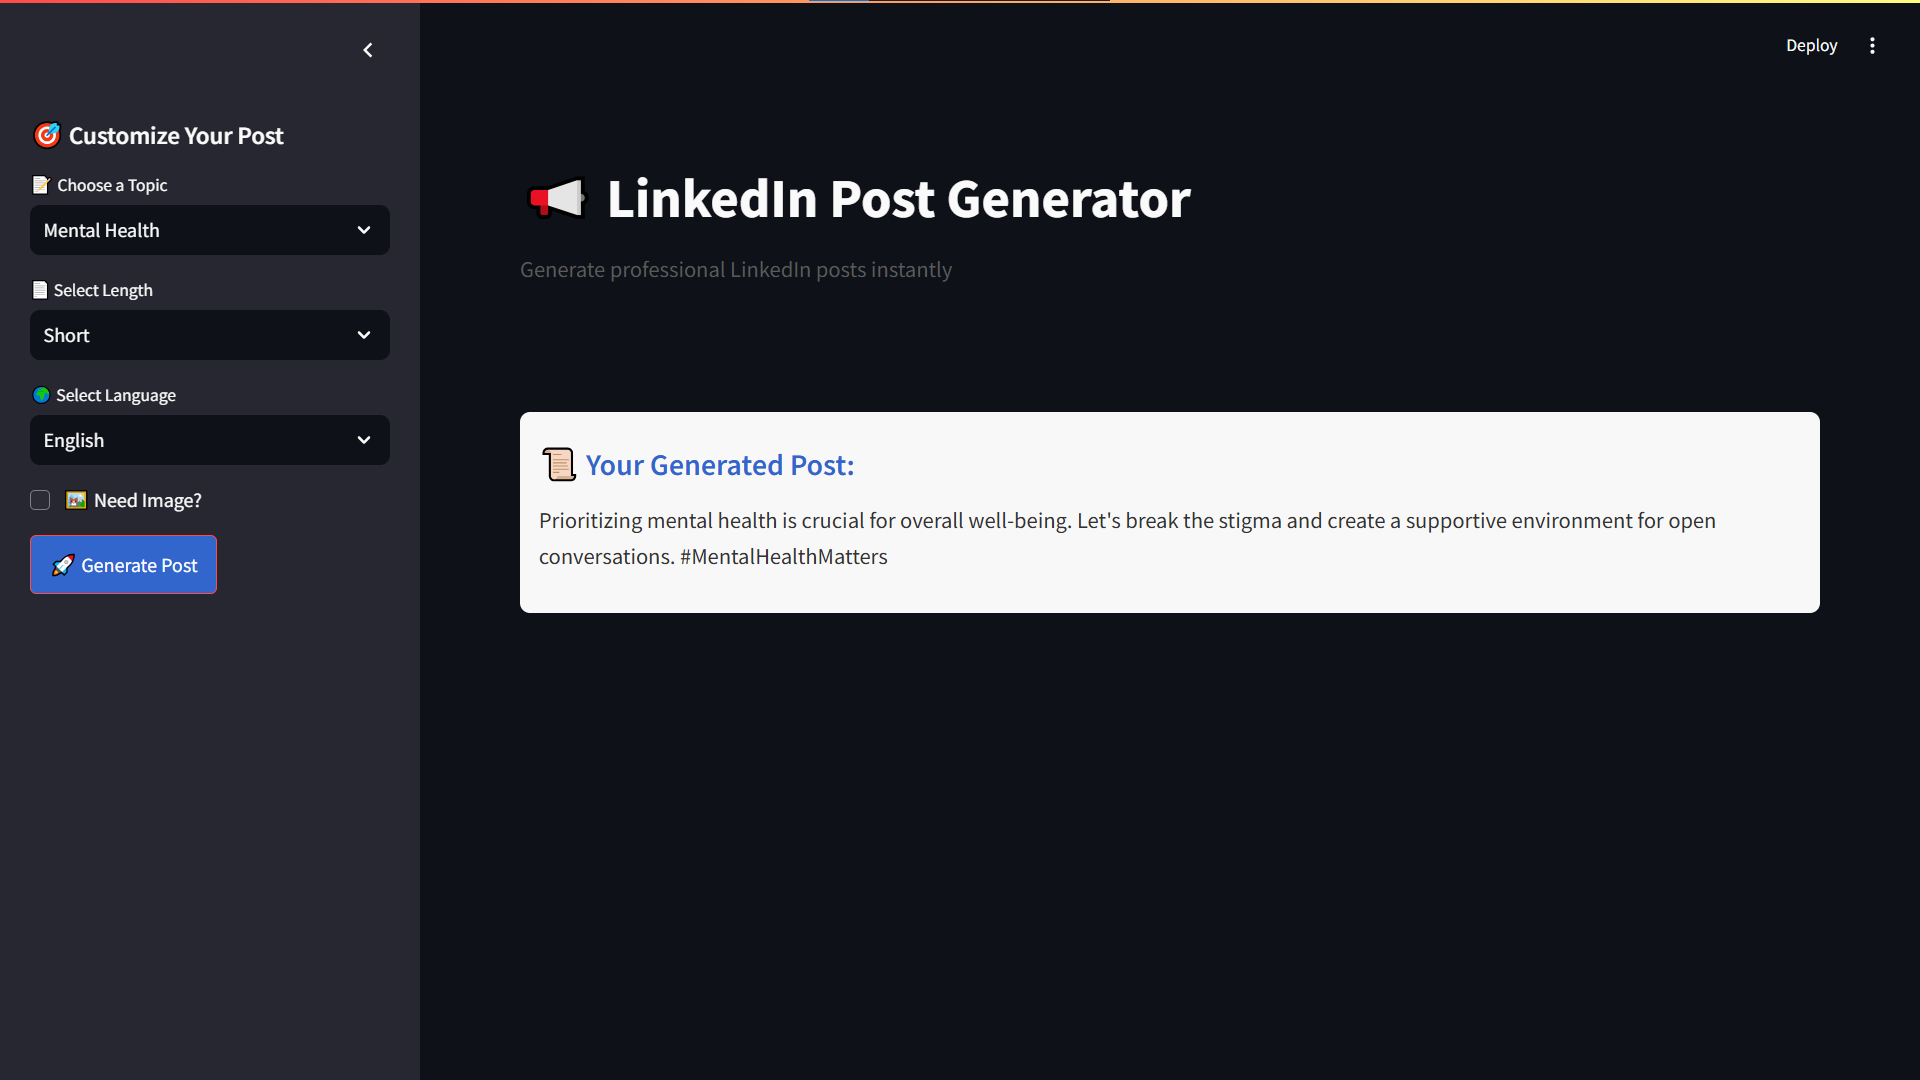 Deploy
🎯 Customize Your Post
📝 Choose a Topic
Mental Health
📄 Select Length
Short
🌍 Select Language
English
🖼️ Need Image?
🚀 Generate Post
📢 LinkedIn Post Generator
Generate professional LinkedIn posts instantly
📜 Your Generated Post:
Prioritizing mental health is crucial for overall well-being. Let's break the stigma and create a supportive environment for open
conversations. #MentalHealthMatters